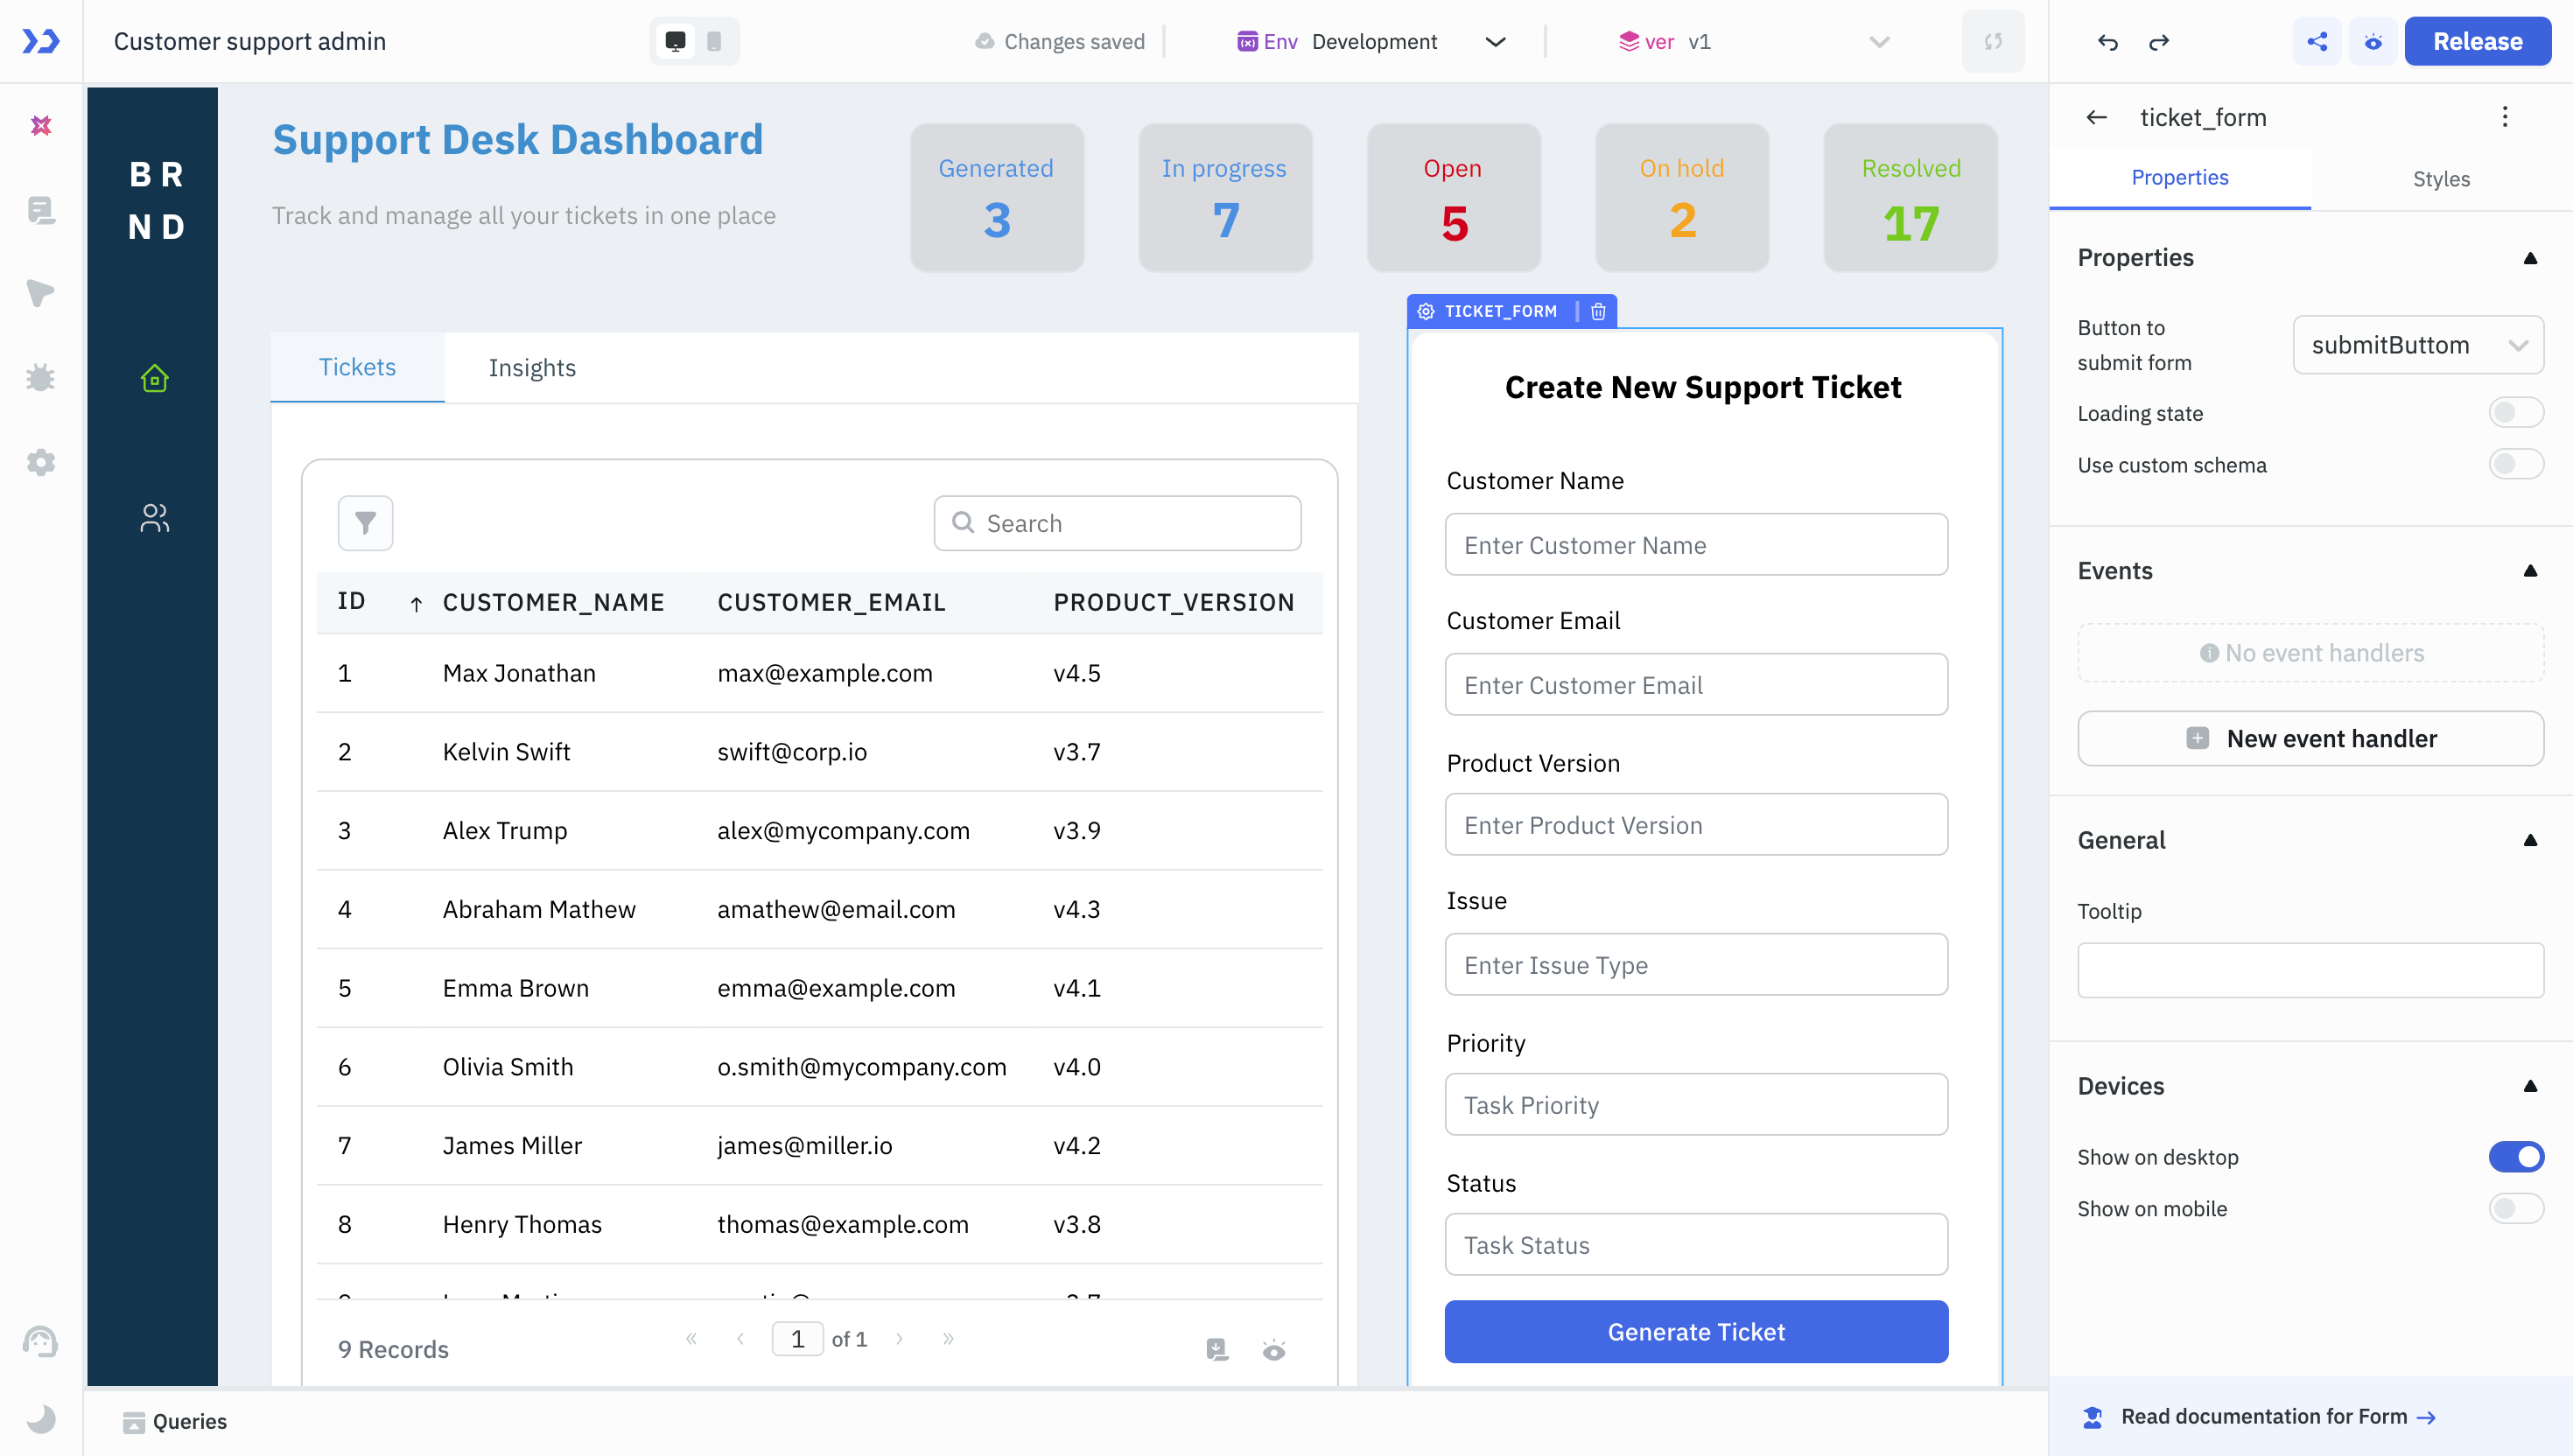 Customer support admin
Changes saved
Env Development
ver v1
Release
B R
N D
Support Desk Dashboard
Track and manage all your tickets in one place
Generated
3
In progress
7
Open
5
On hold
2
Resolved
17
Tickets
Insights
Search
ID CUSTOMER_NAME CUSTOMER_EMAIL PRODUCT_VERSION
1 Max Jonathan max@example.com v4.5
2 Kelvin Swift swift@corp.io v3.7
3 Alex Trump alex@mycompany.com v3.9
4 Abraham Mathew amathew@email.com v4.3
5 Emma Brown emma@example.com v4.1
6 Olivia Smith o.smith@mycompany.com v4.0
7 James Miller james@miller.io v4.2
8 Henry Thomas thomas@example.com v3.8
9 Records
« ‹ 1 of 1 › »
TICKET_FORM
Create New Support Ticket
Customer Name
Enter Customer Name
Customer Email
Enter Customer Email
Product Version
Enter Product Version
Issue
Enter Issue Type
Priority
Task Priority
Status
Task Status
Generate Ticket
Queries
ticket_form
Properties
Styles
Properties
Button to
submit form
submitButtom
Loading state
Use custom schema
Events
No event handlers
New event handler
General
Tooltip
Devices
Show on desktop
Show on mobile
Read documentation for Form →